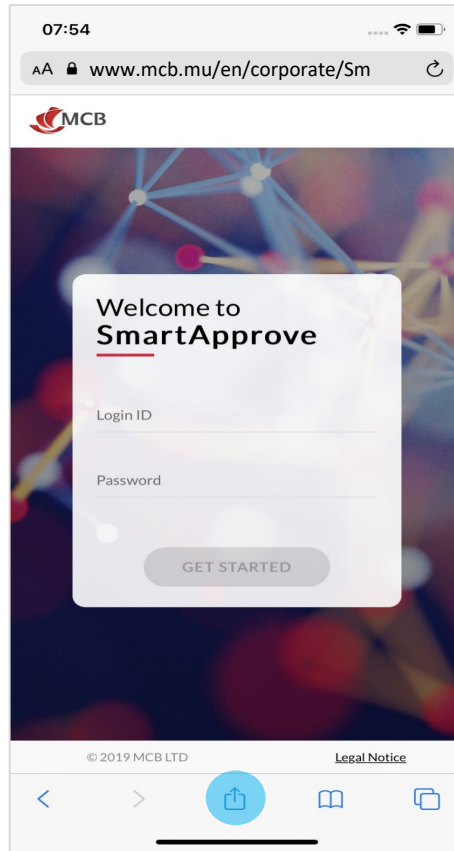 07:54
AA www.mcb.mu/en/corporate/Sm
MCB
Welcome to
SmartApprove
Login ID
Password
GET STARTED
© 2019 MCB LTD Legal Notice